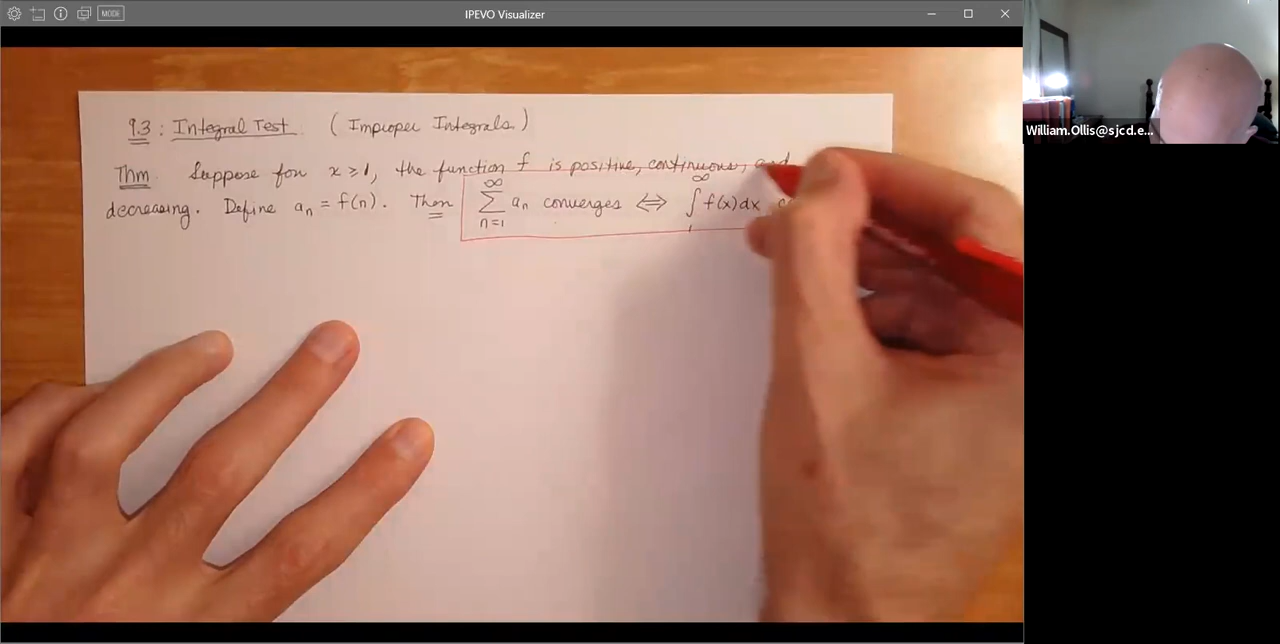 MODE
IPEVO Visualizer
9.3 : Integral Test (Improper Integrals)
Thm. Suppose for x ≥ 1, the function f is positive, continuous, and
decreasing. Define aₙ = f(n). Then ∑_{n=1}^{∞} aₙ converges ⇔ ∫_{1}^{∞} f(x)dx
William.Ollis@sjcd.e...